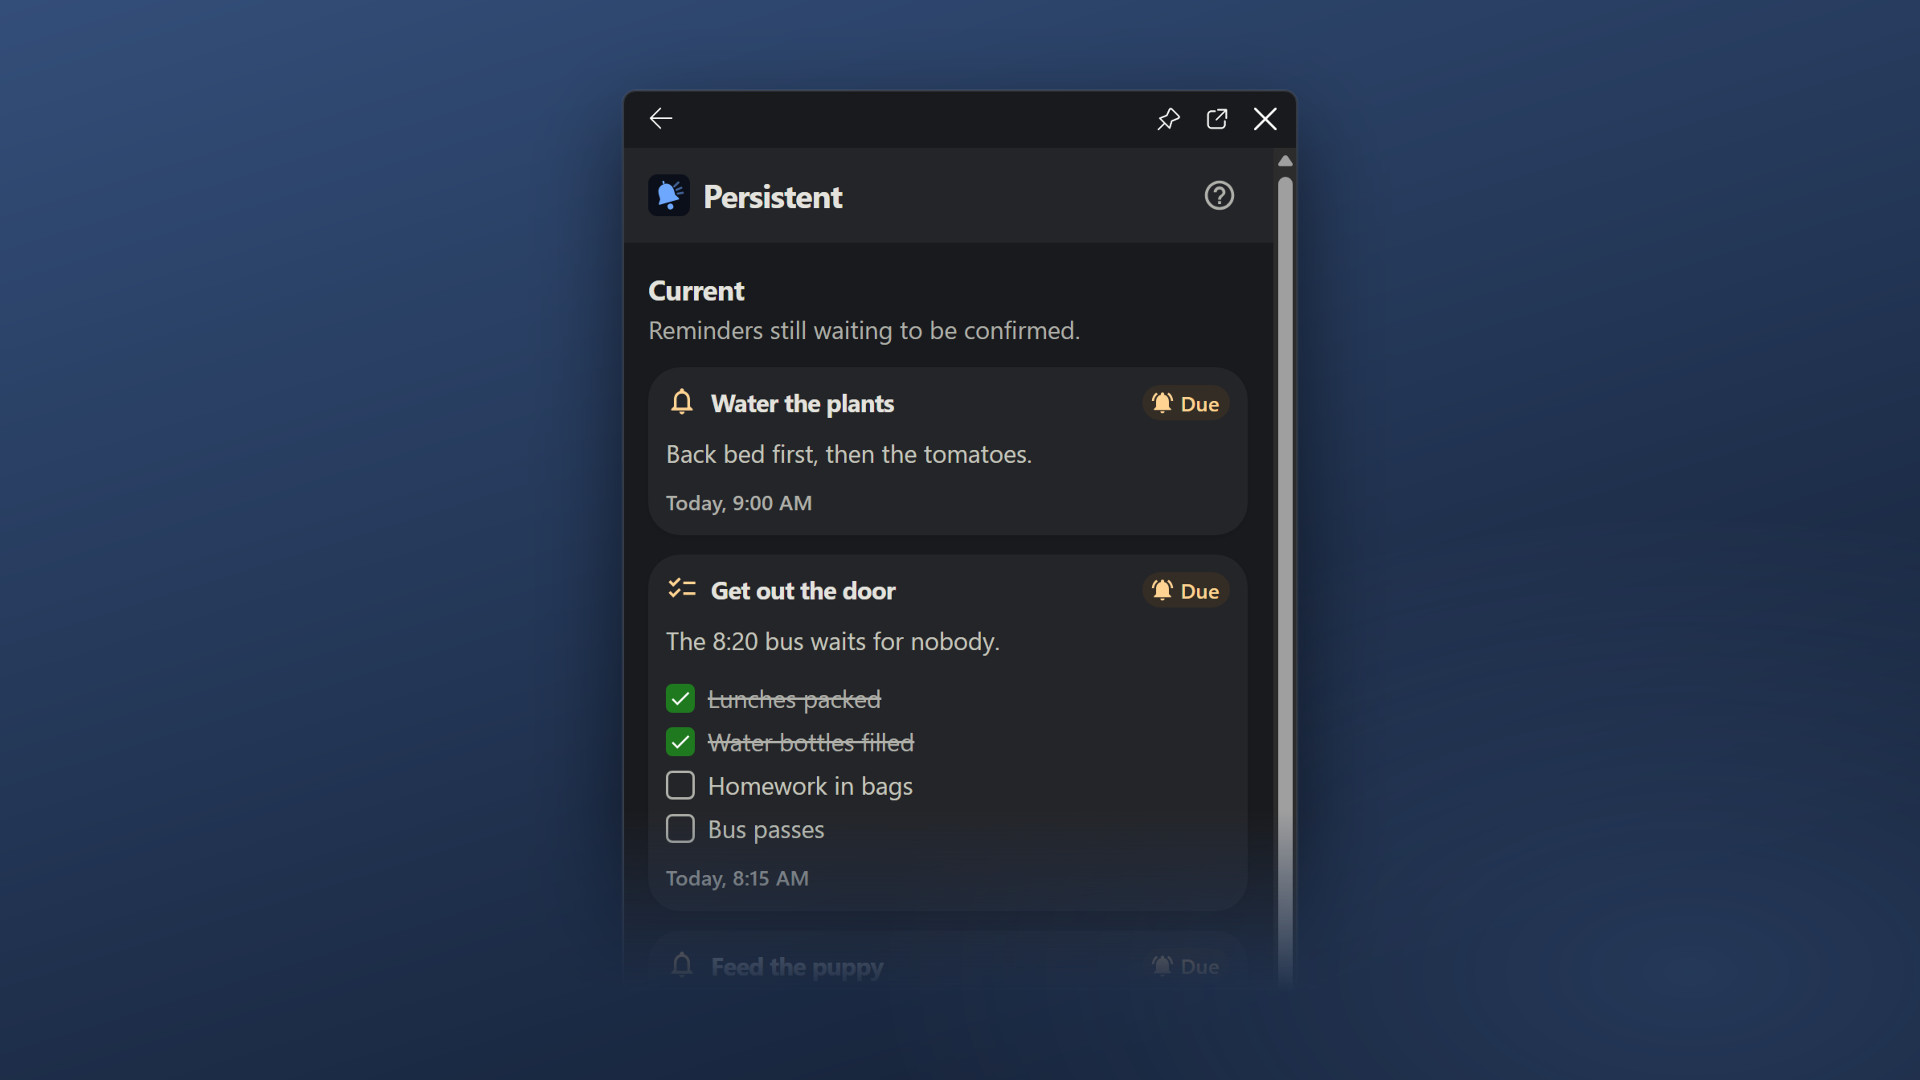 Persistent
Current
Reminders still waiting to be confirmed.
Water the plants
Due
Back bed first, then the tomatoes.
Today, 9:00 AM
Get out the door
Due
The 8:20 bus waits for nobody.
Lunches packed
Water bottles filled
Homework in bags
Bus passes
Today, 8:15 AM
Feed the puppy
Due